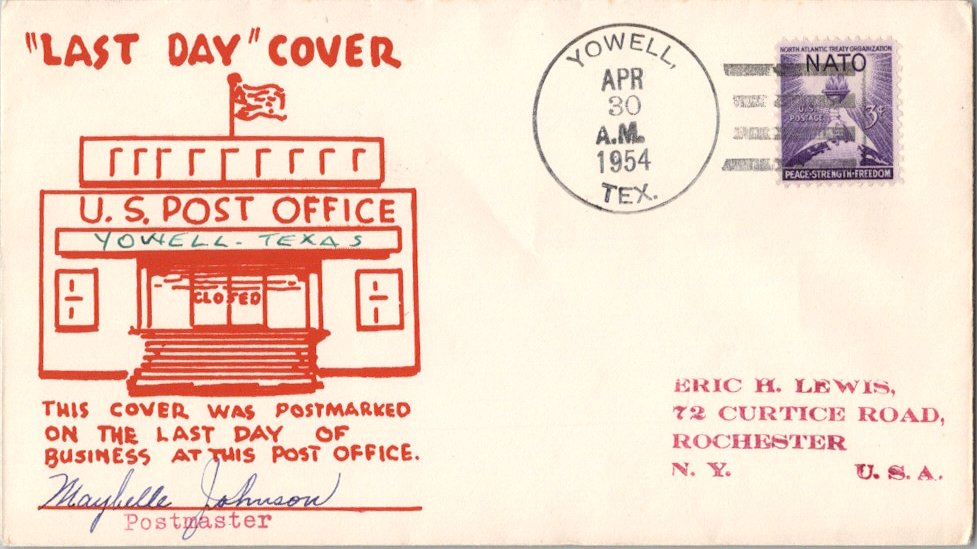 "LAST DAY" COVER
U. S. POST OFFICE
YOWELL - TEXAS
CLOSED
THIS COVER WAS POSTMARKED
ON THE LAST DAY OF
BUSINESS AT THIS POST OFFICE.
Maybelle Johnson
Postmaster
YOWELL,
APR
30
A.M.
1954
TEX.
NORTH ATLANTIC TREATY ORGANIZATION
NATO
U.S.
POSTAGE
3¢
PEACE·STRENGTH·FREEDOM
ERIC H. LEWIS,
72 CURTICE ROAD,
ROCHESTER
N. Y. U. S. A.